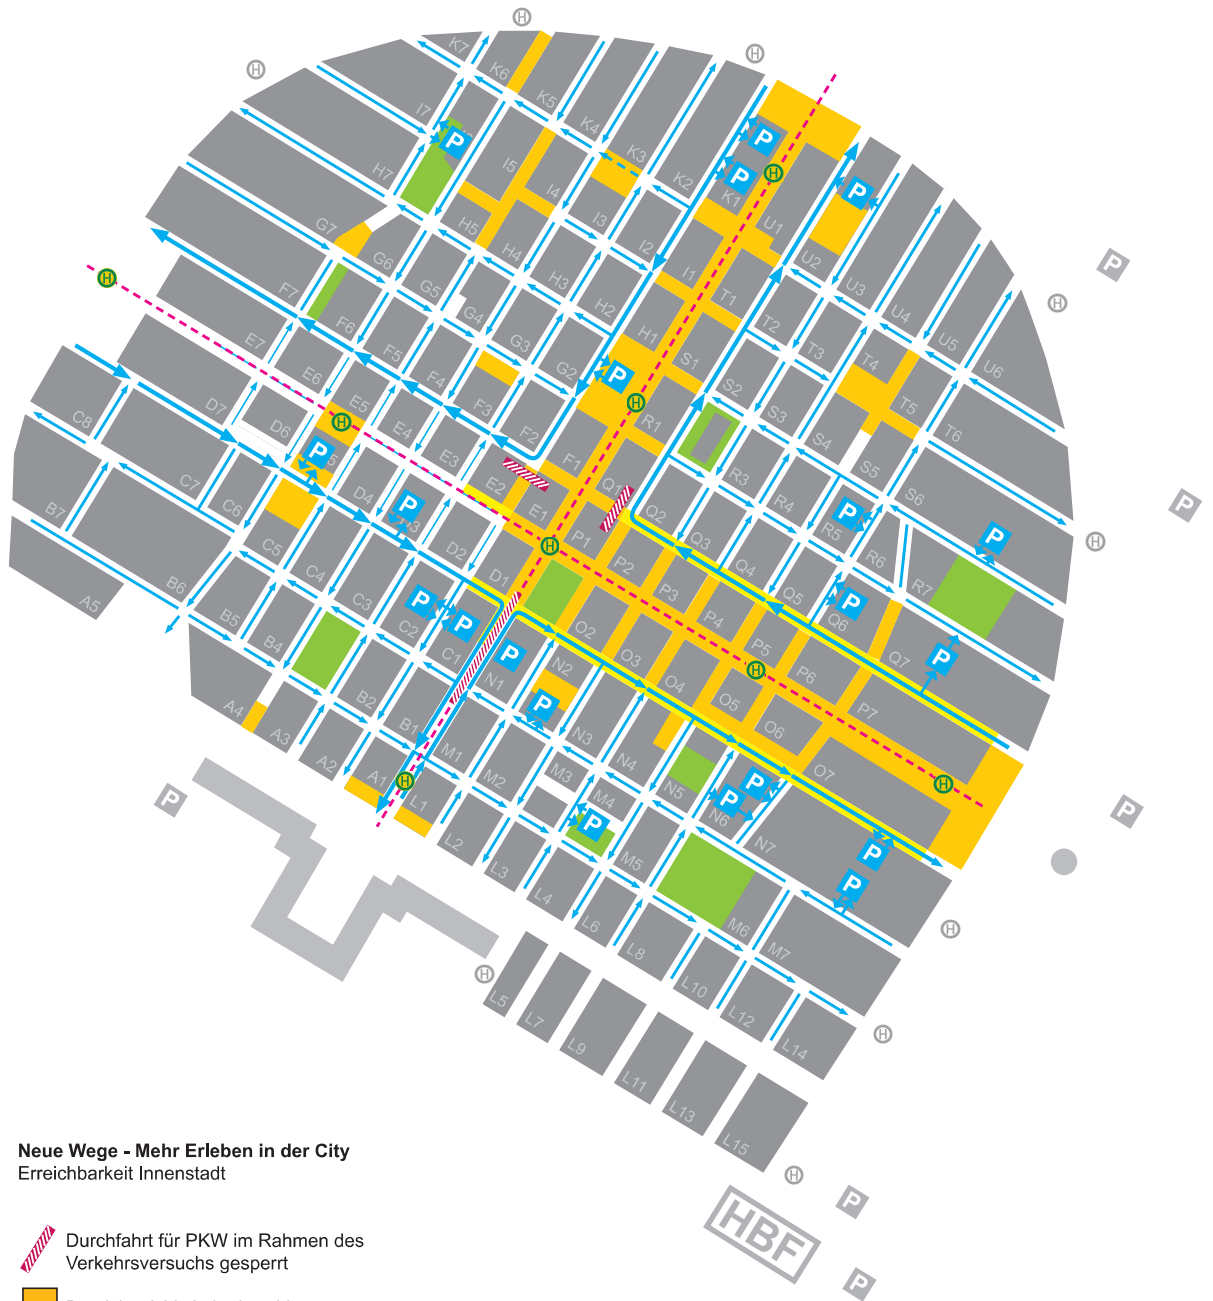 H
H
H
K7
K6
K5
K4
K3
K2
K1
U1
U2
U3
U4
U5
U6
I7
P
I5
I4
I3
I2
I1
T1
T2
T3
T4
T5
T6
H7
H5
H4
H3
H2
H1
S1
S2
S3
S4
S5
S6
G7
G6
G5
G4
G3
G2
R1
R3
R4
R5
R6
R7
F7
F6
F5
F4
F3
F2
F1
Q2
Q3
Q4
Q5
Q6
Q7
E7
E6
E5
E4
E3
E2
E1
P1
P2
P3
P4
P5
P6
P7
D7
D6
D4
D2
D1
O2
O3
O4
O5
O6
O7
C8
C7
C6
C5
C4
C3
C2
C1
N1
N2
N3
N4
N5
N6
N7
B7
B6
B5
B4
B2
B1
M1
M2
M3
M4
M5
M6
M7
A5
A4
A3
A2
A1
L1
L2
L3
L4
L6
L8
L10
L12
L14
L5
L7
L9
L11
L13
L15
HBF
P
P
Neue Wege - Mehr Erleben in der City
Erreichbarkeit Innenstadt
Durchfahrt für PKW im Rahmen des
Verkehrsversuchs gesperrt